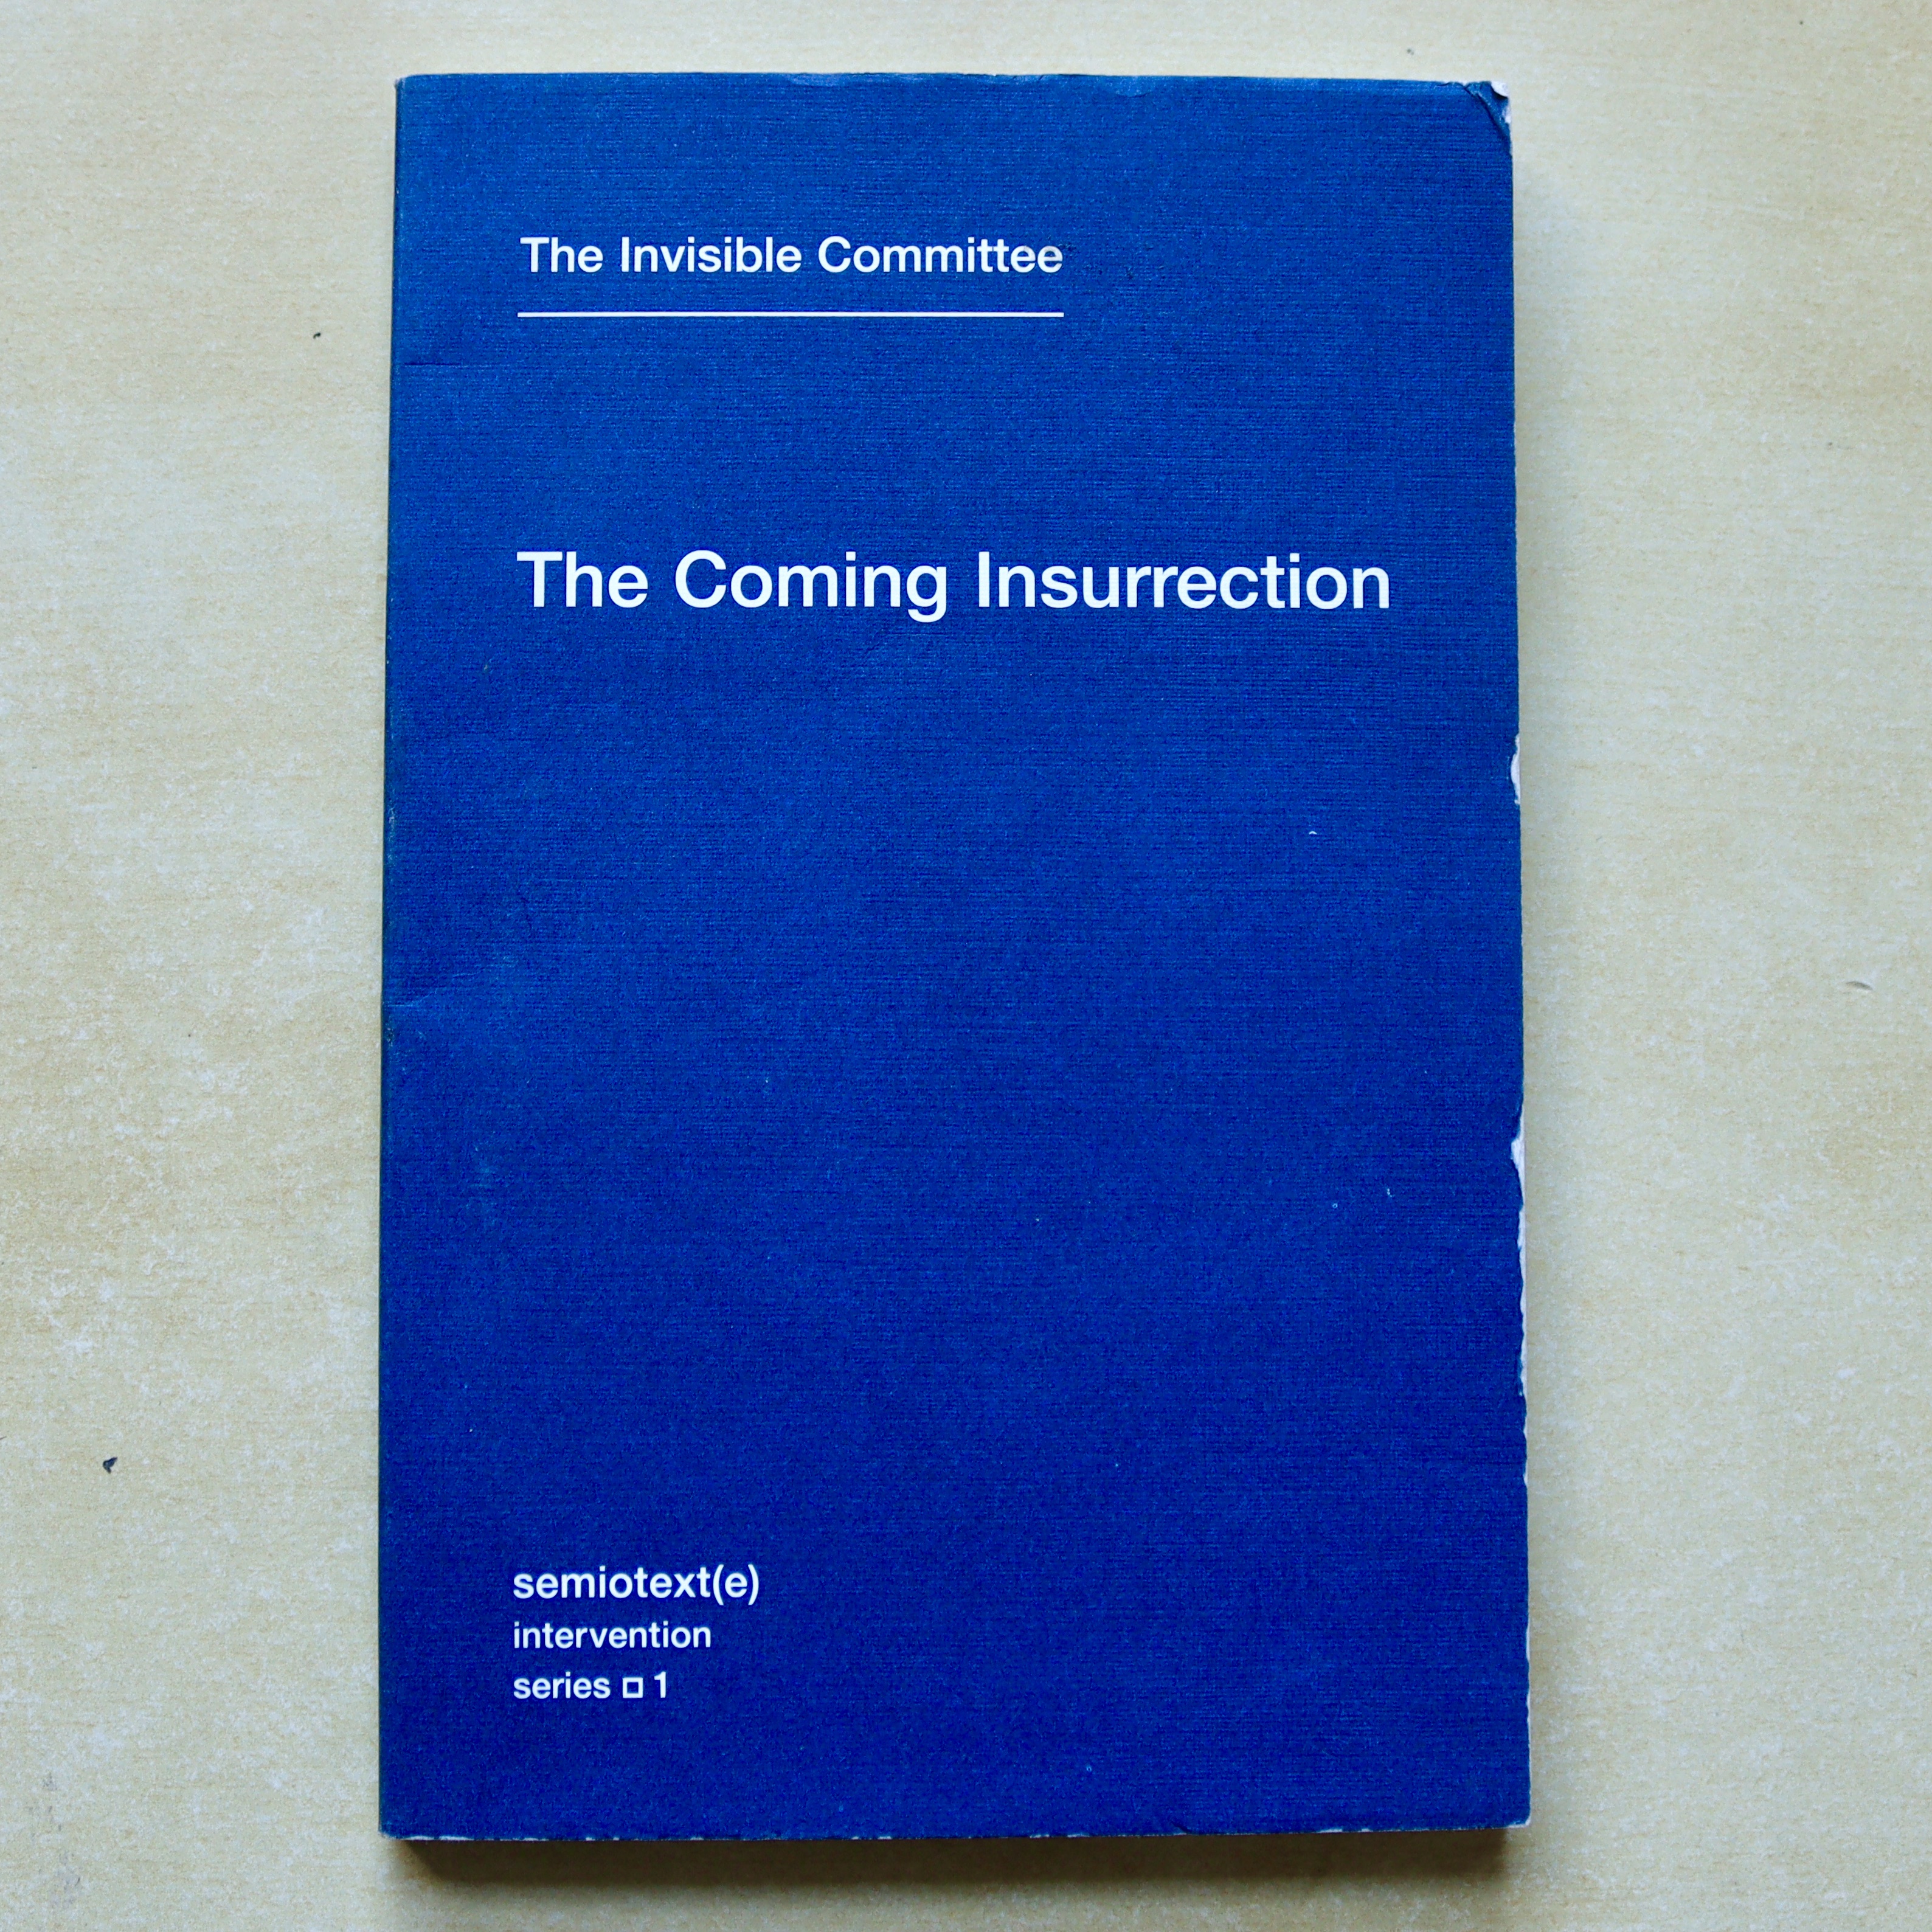 The Invisible Committee
The Coming Insurrection
semiotext(e)
intervention
series □ 1